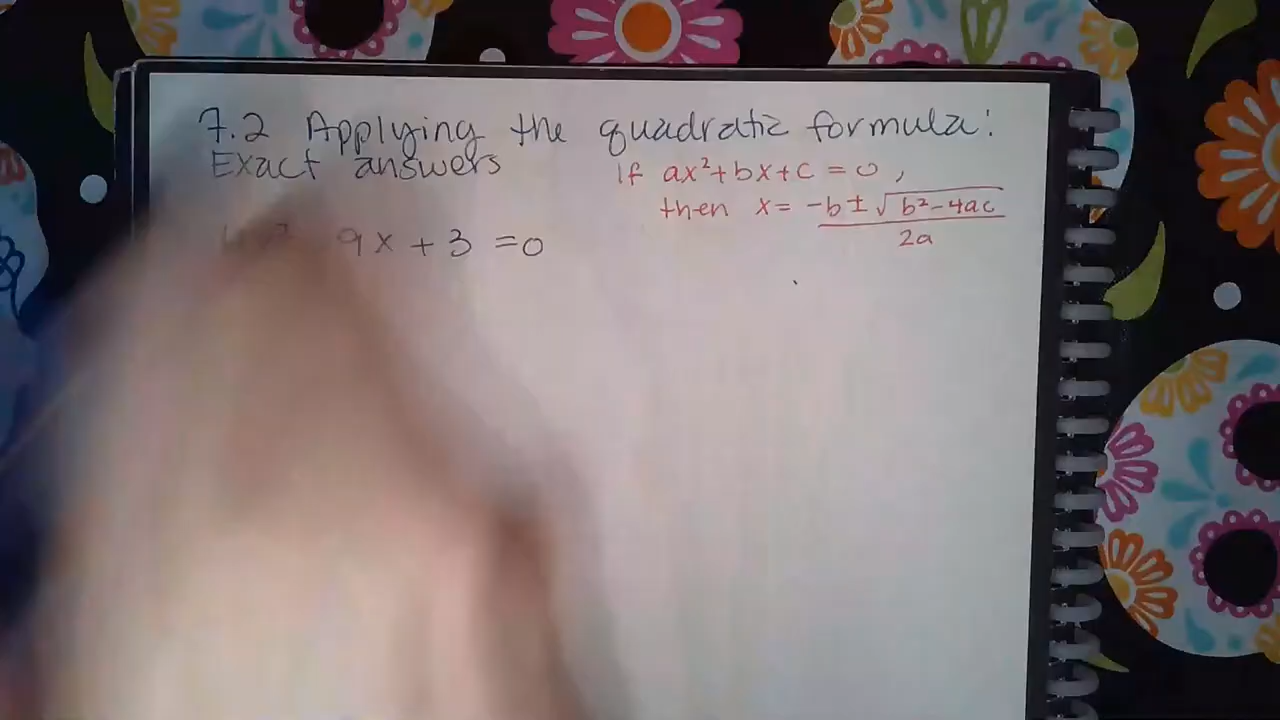 7.2 Applying the quadratic formula:
Exact answers
If ax²+bx+c = 0,
then x = -b ± √b²-4ac
2a
9x + 3 = 0